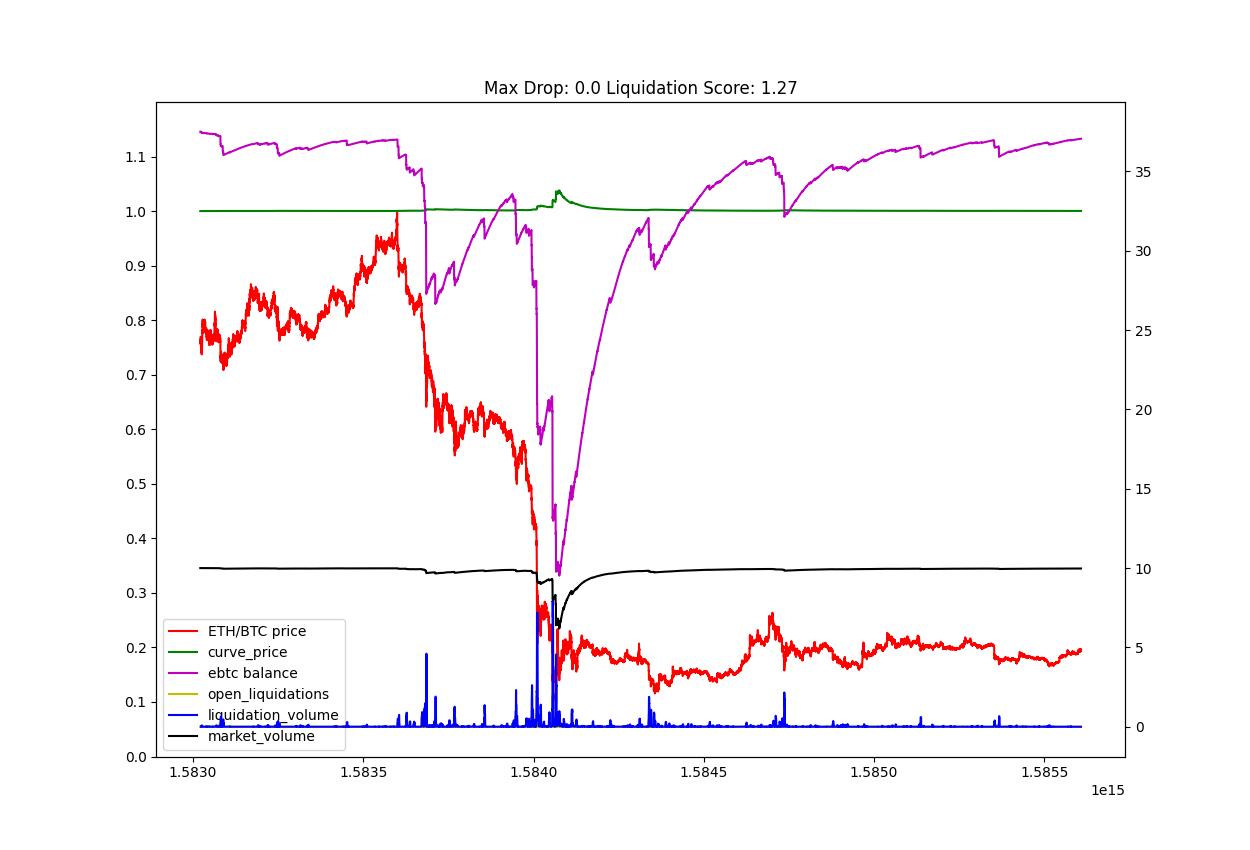 Max Drop: 0.0 Liquidation Score: 1.27
1.1
1.0
0.9
0.8
0.7
0.6
0.5
0.4
0.3
0.2
0.1
0.0
35
30
25
20
15
10
5
0
ETH/BTC price
curve_price
ebtc balance
open_liquidations
liquidation_volume
market_volume
1.5830 1.5835 1.5840 1.5845 1.5850 1.5855
1e15